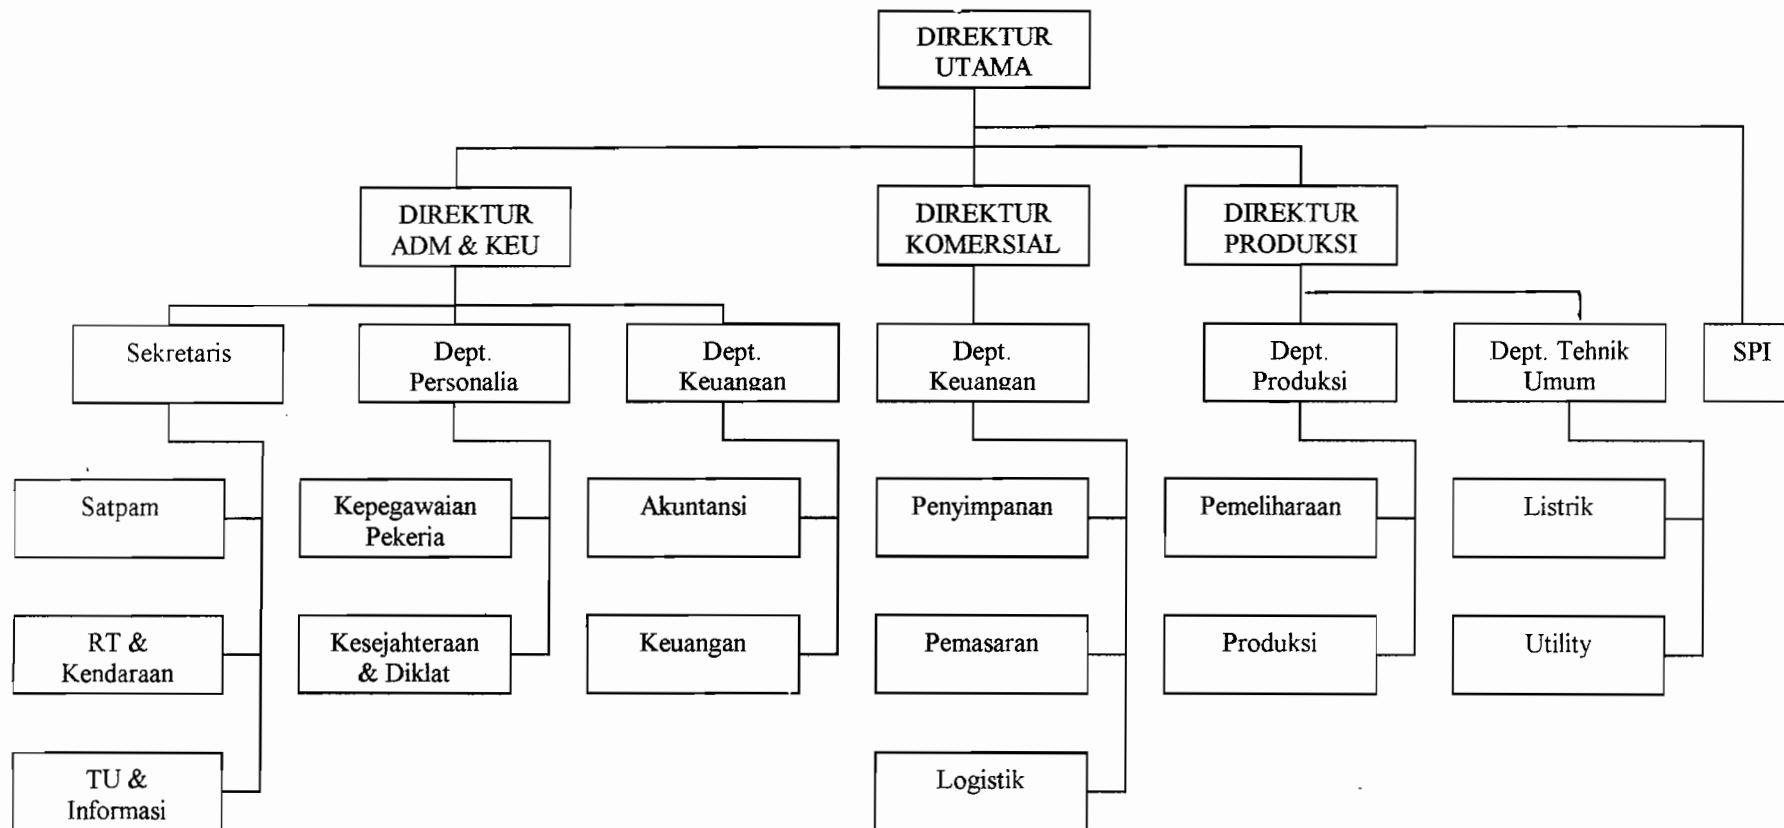 DIREKTUR
UTAMA
DIREKTUR
ADM & KEU
DIREKTUR
KOMERSIAL
DIREKTUR
PRODUKSI
Sekretaris
Dept.
Personalia
Dept.
Keuangan
Dept.
Keuangan
Dept.
Produksi
Dept. Tehnik
Umum
SPI
Satpam
Kepegawaian
Pekerja
Akuntansi
Penyimpanan
Pemeliharaan
Listrik
RT &
Kendaraan
Kesejahteraan
& Diklat
Keuangan
Pemasaran
Produksi
Utility
TU &
Informasi
Logistik